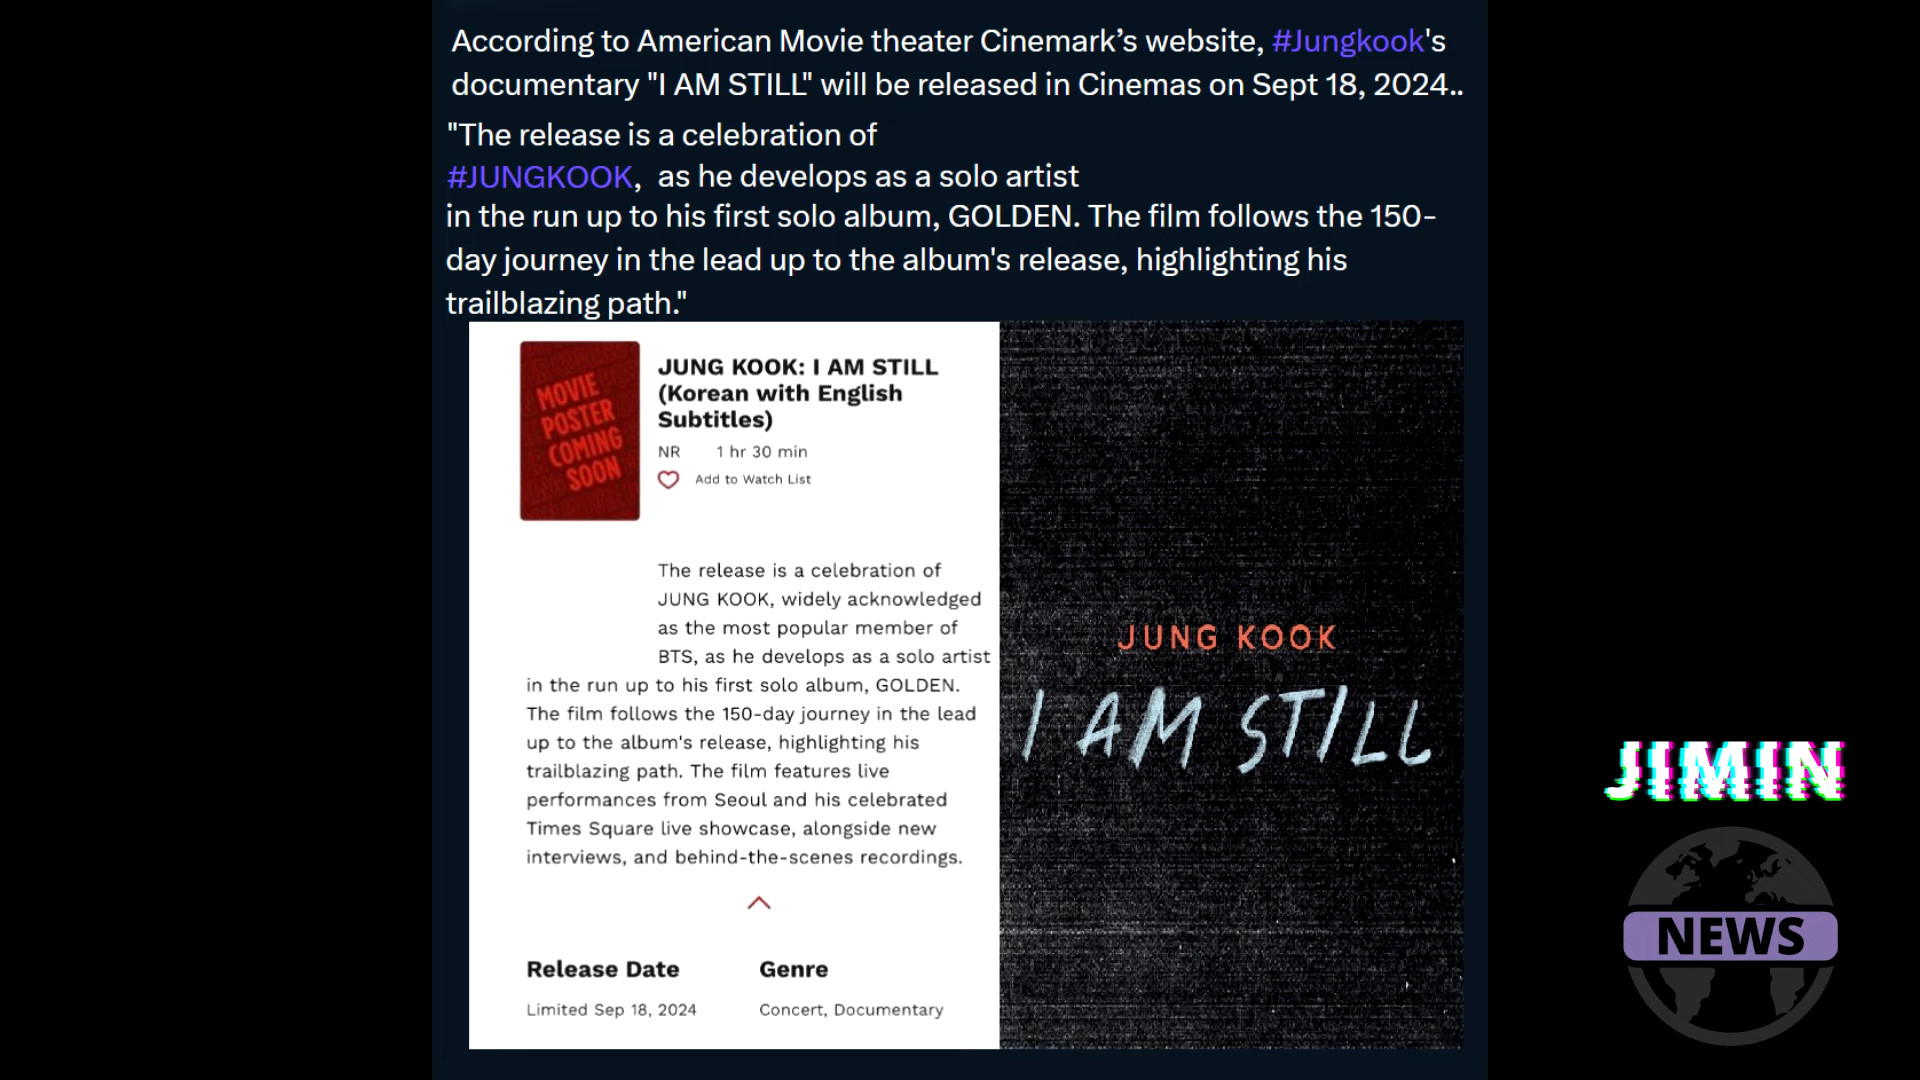 According to American Movie theater Cinemark’s website, #Jungkook's
documentary "I AM STILL" will be released in Cinemas on Sept 18, 2024..
"The release is a celebration of
#JUNGKOOK, as he develops as a solo artist
in the run up to his first solo album, GOLDEN. The film follows the 150-
day journey in the lead up to the album's release, highlighting his
trailblazing path."
MOVIE
POSTER
COMING
SOON
JUNG KOOK: I AM STILL
(Korean with English
Subtitles)
NR 1 hr 30 min
Add to Watch List
The release is a celebration of
JUNG KOOK, widely acknowledged
as the most popular member of
BTS, as he develops as a solo artist
in the run up to his first solo album, GOLDEN.
The film follows the 150-day journey in the lead
up to the album's release, highlighting his
trailblazing path. The film features live
performances from Seoul and his celebrated
Times Square live showcase, alongside new
interviews, and behind-the-scenes recordings.
Release Date Genre
Limited Sep 18, 2024 Concert, Documentary
JUNG KOOK
I AM STILL
JIMIN
NEWS